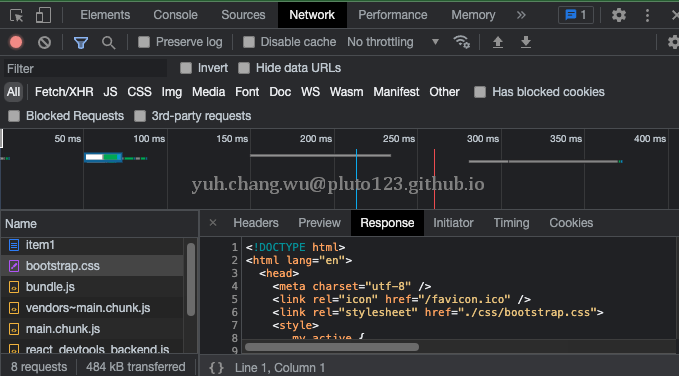 Elements Console Sources Network Performance Memory » 1
Preserve log Disable cache No throttling
Filter Invert Hide data URLs
All Fetch/XHR JS CSS Img Media Font Doc WS Wasm Manifest Other Has blocked cookies
Blocked Requests 3rd-party requests
50 ms 100 ms 150 ms 200 ms 250 ms 300 ms 350 ms 400 ms
yuh.chang.wu@pluto123.github.io
Name × Headers Preview Response Initiator Timing Cookies
item1
bootstrap.css
bundle.js
vendors~main.chunk.js
main.chunk.js
react_devtools_backend.js
1 <!DOCTYPE html>
2 <html lang="en">
3 <head>
4 <meta charset="utf-8" />
5 <link rel="icon" href="/favicon.ico" />
6 <link rel="stylesheet" href="./css/bootstrap.css">
7 <style>
8 .my_active {
9
8 requests 484 kB transferred {} Line 1, Column 1